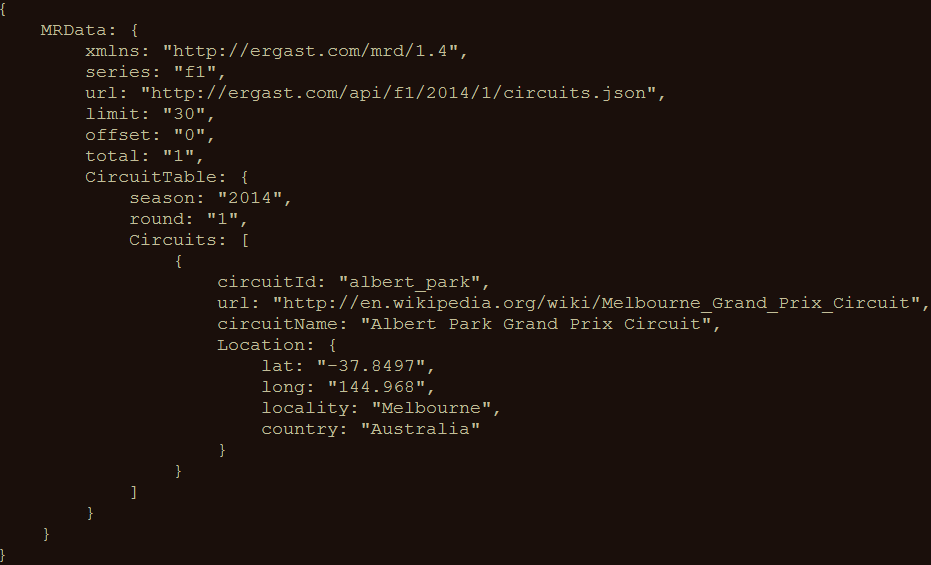 {
    MRData: {
        xmlns: "http://ergast.com/mrd/1.4",
        series: "f1",
        url: "http://ergast.com/api/f1/2014/1/circuits.json",
        limit: "30",
        offset: "0",
        total: "1",
        CircuitTable: {
            season: "2014",
            round: "1",
            Circuits: [
                {
                    circuitId: "albert_park",
                    url: "http://en.wikipedia.org/wiki/Melbourne_Grand_Prix_Circuit",
                    circuitName: "Albert Park Grand Prix Circuit",
                    Location: {
                        lat: "-37.8497",
                        long: "144.968",
                        locality: "Melbourne",
                        country: "Australia"
                    }
                }
            ]
        }
    }
}